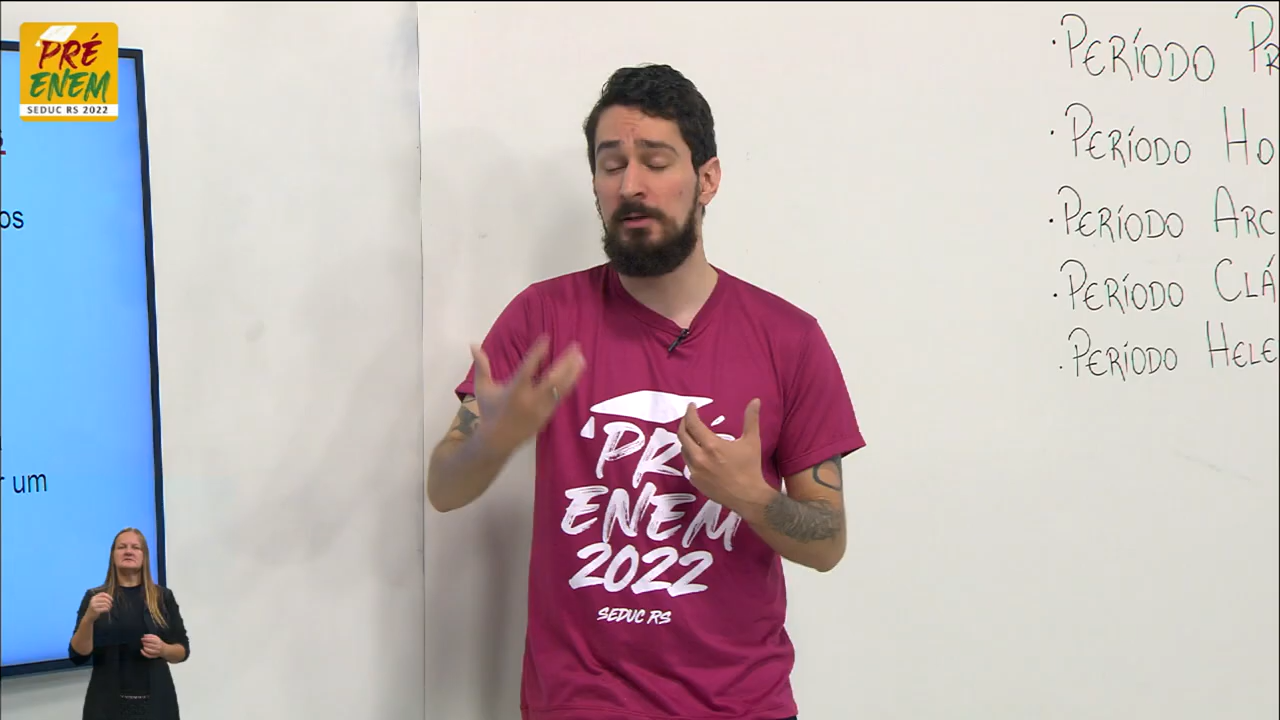 PRÉ
ENEM
SEDUC RS 2022
os
um
PRÉ
ENEM
2022
SEDUC RS
· PERÍODO
· PERÍODO
· PERÍODO
· PERÍODO
· PERÍODO